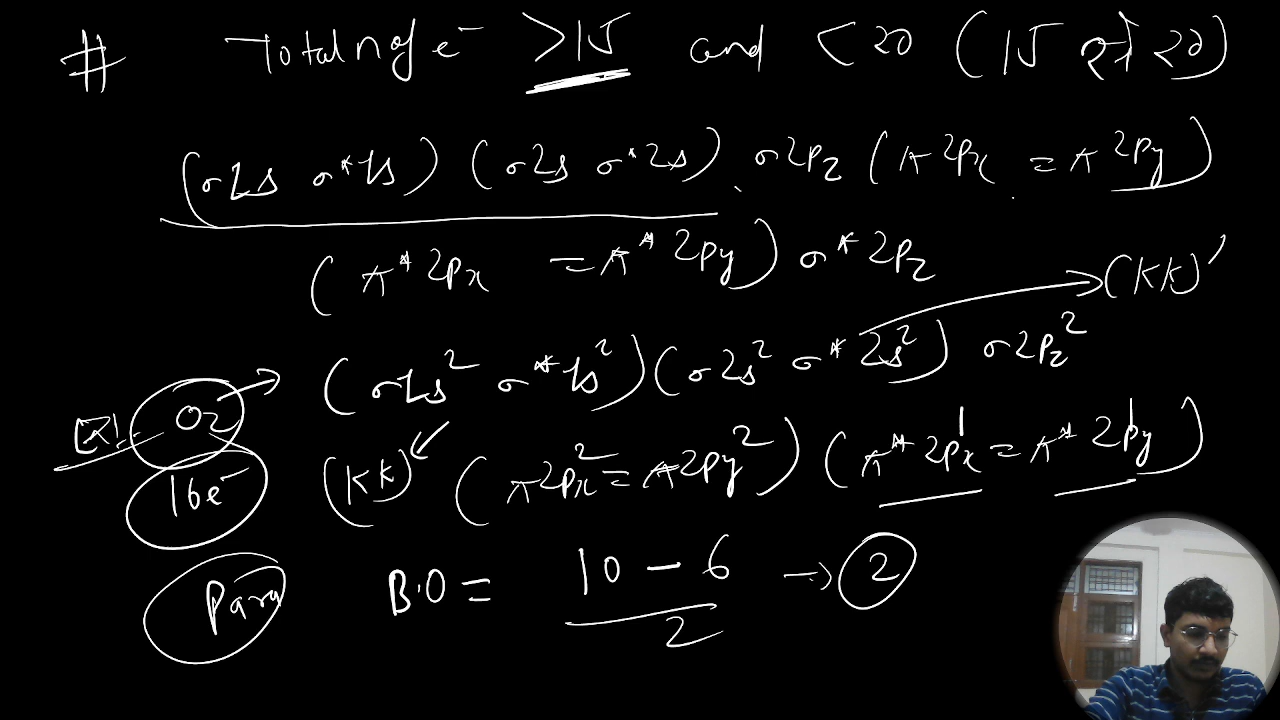 # Total n of e⁻ >15 and <20 (15 से 20)
(σ1s σ*1s) (σ2s σ*2s) σ2pz (π2px = π2py)
(π*2px = π*2py) σ*2pz
(KK)'
(σ1s² σ*1s²)(σ2s² σ*2s²) σ2pz²
Ex!- O2
(KK) (π2px² = π2py²) (π*2px¹ = π*2py¹)
16e⁻
Para B.O = 10 - 6 / 2 → 2